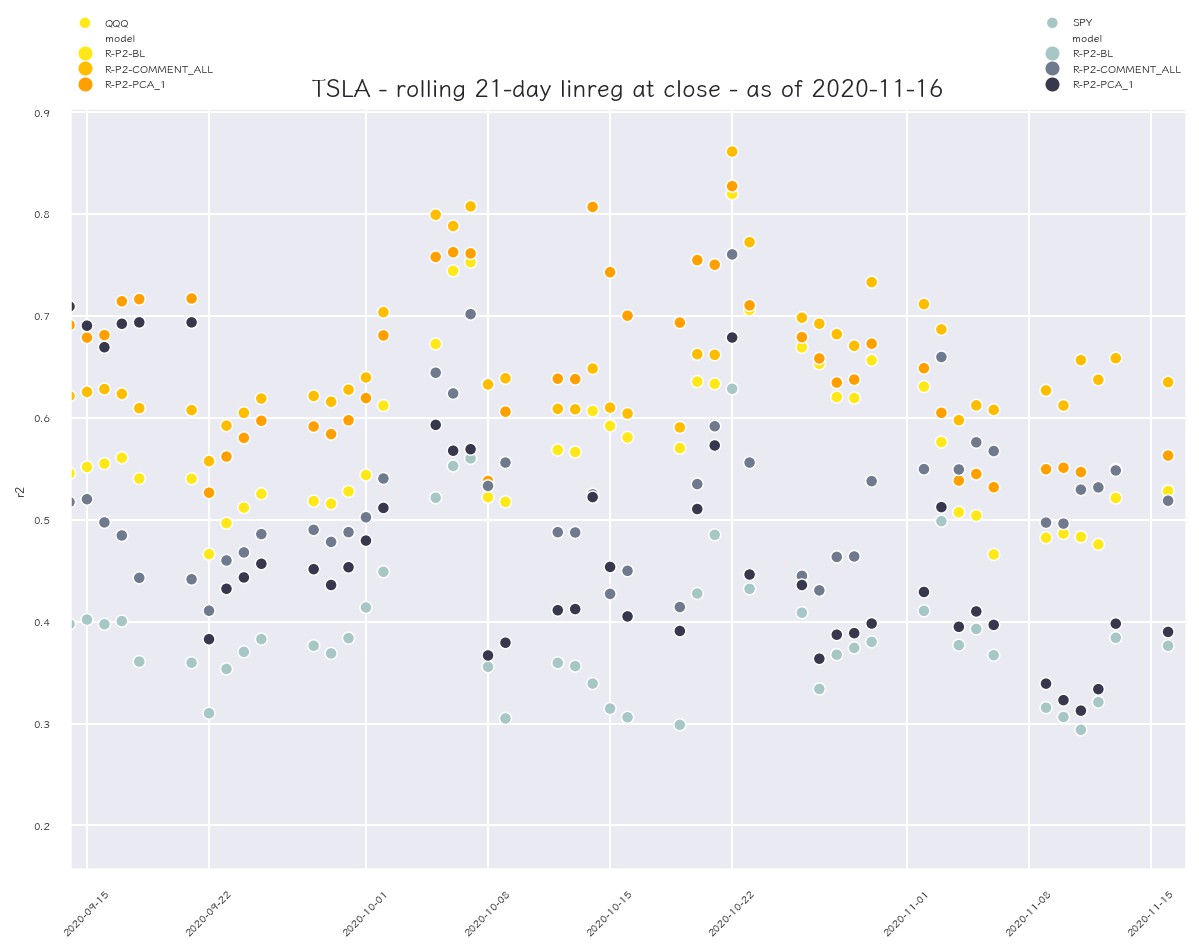 QQQ
model
R-P2-BL
R-P2-COMMENT_ALL
R-P2-PCA_1
SPY
model
R-P2-BL
R-P2-COMMENT_ALL
R-P2-PCA_1
TSLA - rolling 21-day linreg at close - as of 2020-11-16
0.9
0.8
0.7
0.6
0.5
0.4
0.3
0.2
r2
2020-09-15
2020-09-22
2020-10-01
2020-10-08
2020-10-15
2020-10-22
2020-11-01
2020-11-08
2020-11-15